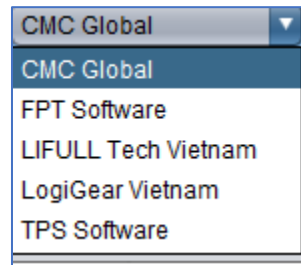 CMC Global
CMC Global
FPT Software
LIFULL Tech Vietnam
LogiGear Vietnam
TPS Software